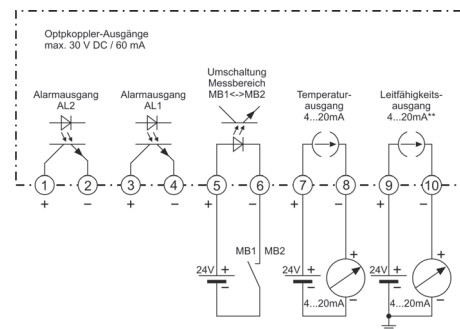 Optpkoppler-Ausgänge
max. 30 V DC / 60 mA
Alarmausgang
AL2
Alarmausgang
AL1
Umschaltung
Messbereich
MB1<->MB2
Temperatur-
ausgang
4...20mA
Leitfähigkeits-
ausgang
4...20mA**
1 2 3 4 5 6 7 8 9 10
+ − + − + − + − + −
24V + −
MB1 MB2
24V + −
+ −
4...20mA
24V + −
+ −
4...20mA